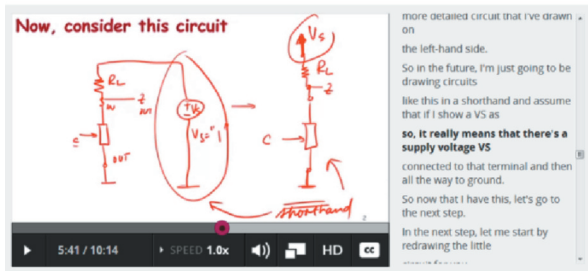 Now, consider this circuit
Vs
RL
IN
Z
OUT
C
OUT
Vs
Vs="1"
RL
Z
C
shorthand
5:41 / 10:14
SPEED 1.0x
HD
cc
more detailed circuit that I've drawn
on
the left-hand side.
So in the future, I'm just going to be
drawing circuits
like this in a shorthand and assume
that if I show a VS as
so, it really means that there's a
supply voltage VS
connected to that terminal and then
all the way to ground.
So now that I have this, let's go to
the next step.
In the next step, let me start by
redrawing the little